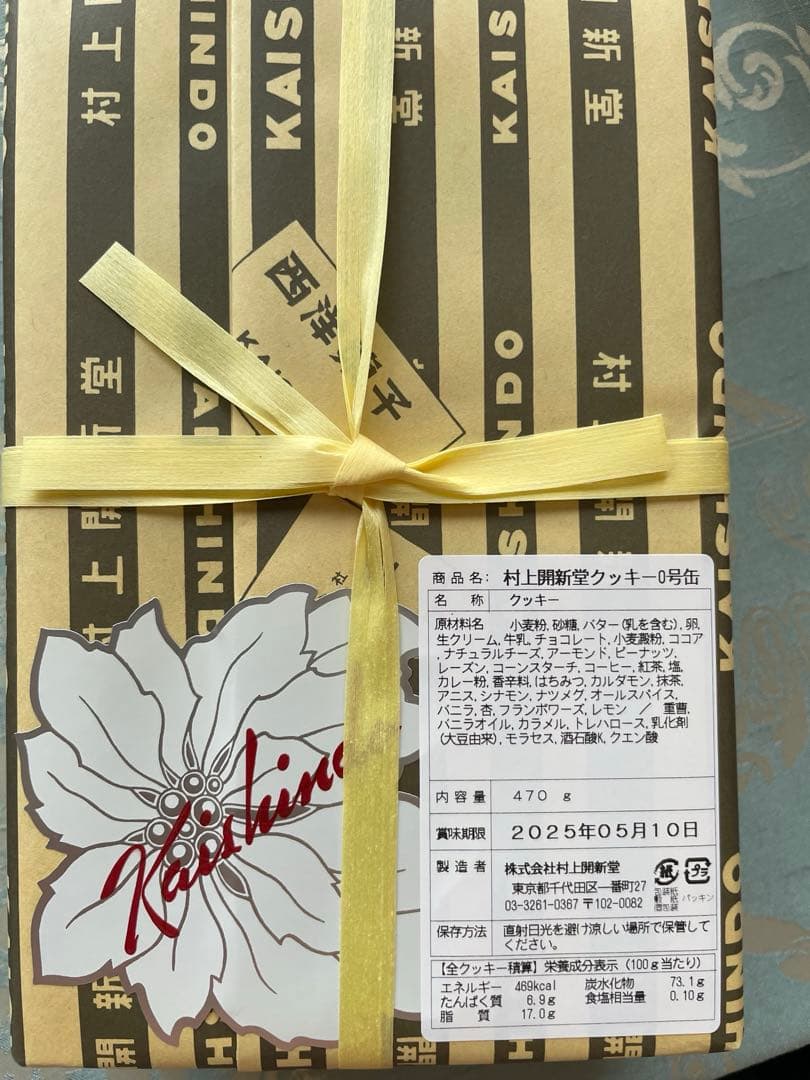 村上開新堂
KAISHINDO
西洋菓子
Kaishindo
商品名: 村上開新堂クッキー0号缶
名 称 クッキー
原材料名 小麦粉, 砂糖, バター(乳を含む), 卵,
生クリーム, 牛乳, チョコレート, 小麦澱粉, ココア
ナチュラルチーズ, アーモンド, ピーナッツ,
レーズン, コーンスターチ, コーヒー, 紅茶, 塩,
カレー粉, 香辛料, はちみつ, カルダモン, 抹茶,
アニス, シナモン, ナツメグ, オールスパイス,
バニラ, 杏, フランボワーズ, レモン / 重曹,
バニラオイル, カラメル, トレハロース, 乳化剤
(大豆由来), モラセス, 酒石酸K, クエン酸
内容量 470 g
賞味期限 2025年05月10日
製造者 株式会社村上開新堂
東京都千代田区一番町27
03-3261-0367 〒102-0082
紙 プラ
包装紙
敷 紙 パッキン
個包装
保存方法 直射日光を避け涼しい場所で保管して
ください。
【全クッキー積算】栄養成分表示(100g当たり)
エネルギー 469kcal 炭水化物 73.1g
たんぱく質 6.9g 食塩相当量 0.10g
脂 質 17.0g